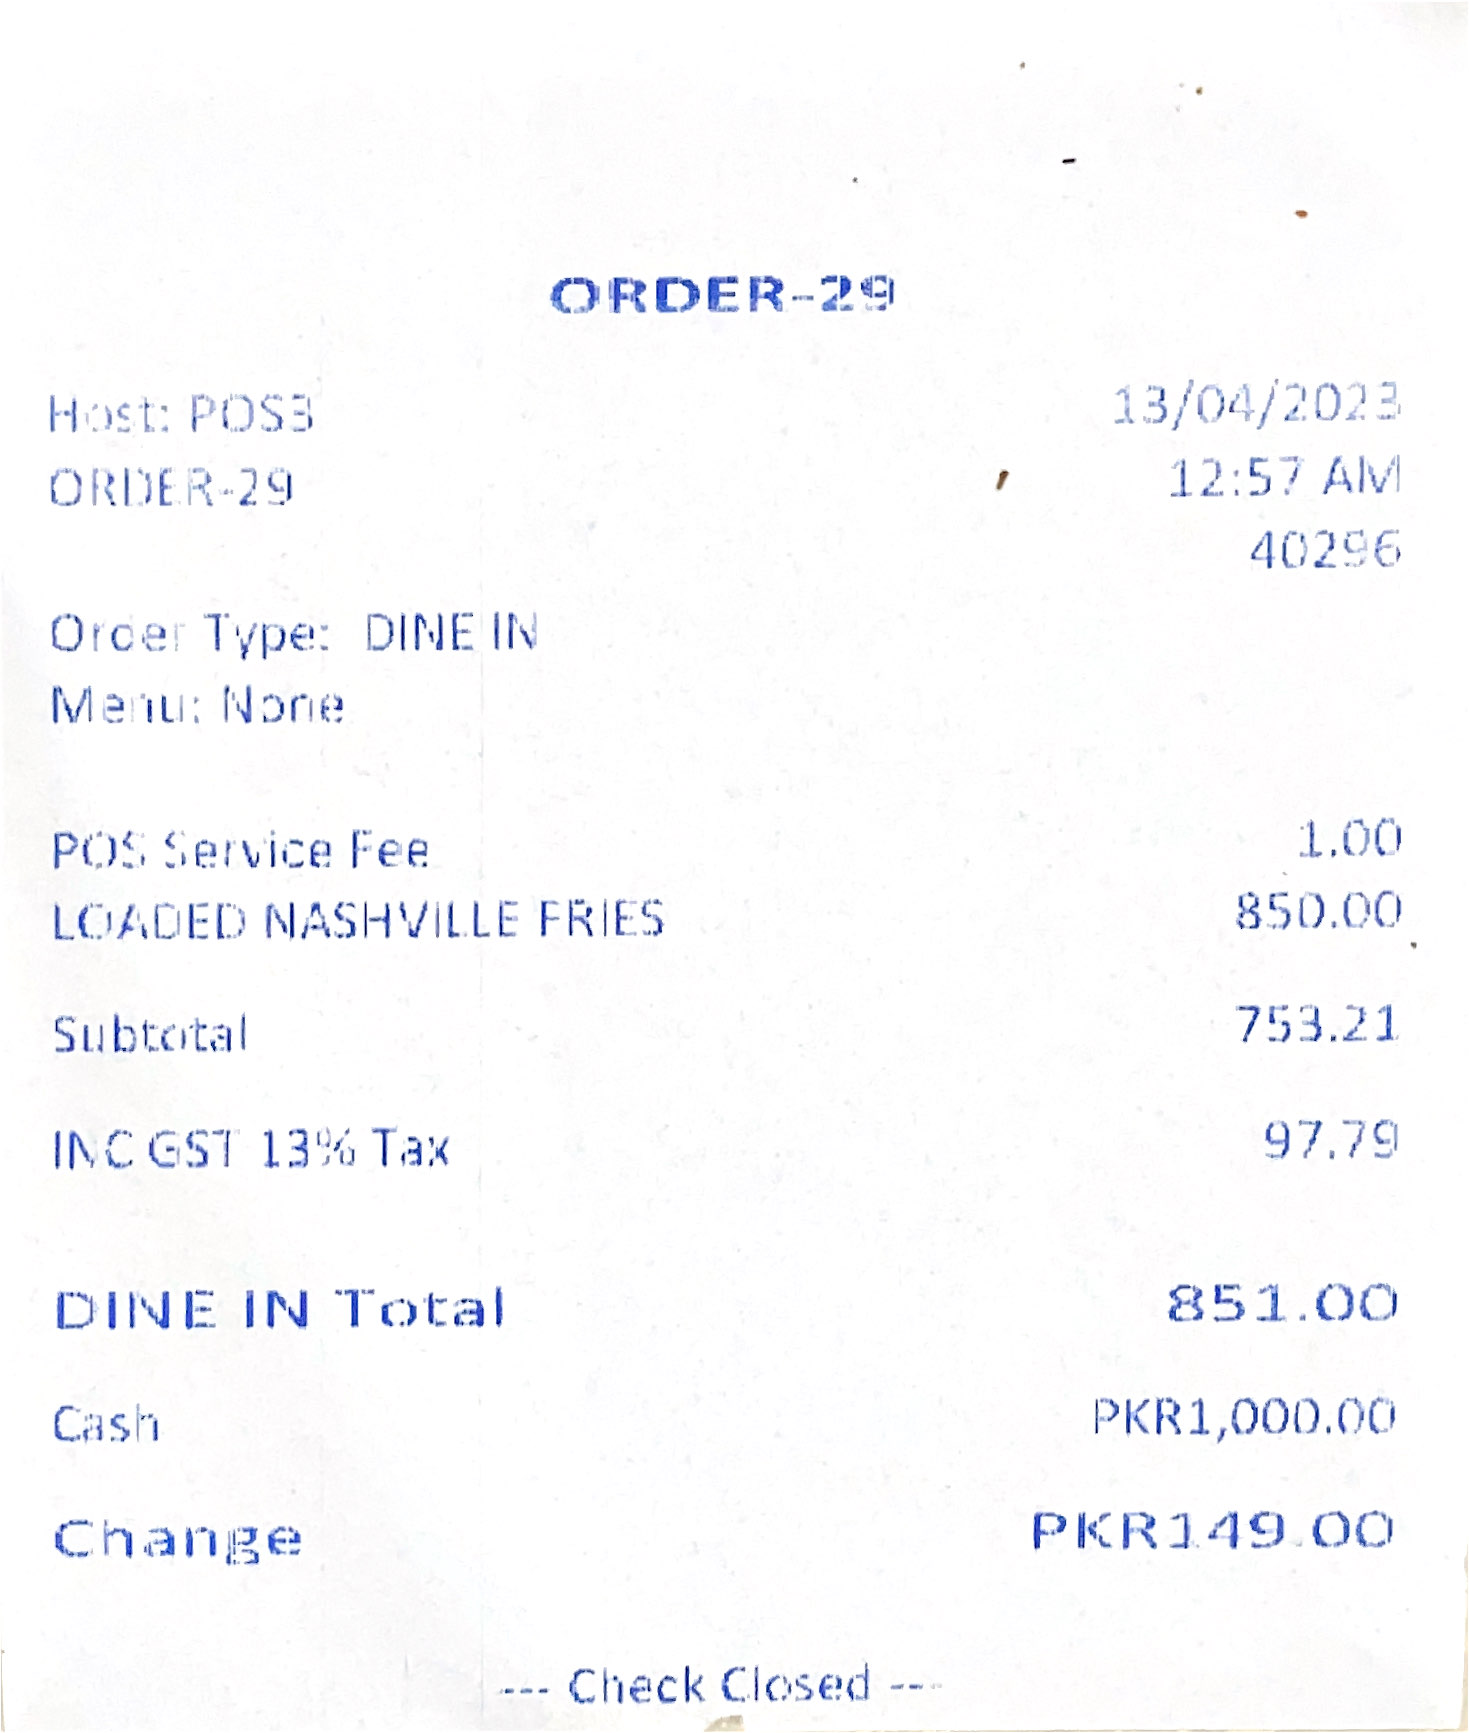 ORDER-29
Host: POS3 13/04/2023
ORDER-29 12:57 AM
40296
Order Type: DINE IN
Menu: None
POS Service Fee 1.00
LOADED NASHVILLE FRIES 850.00
Subtotal 753.21
INC GST 13% Tax 97.79
DINE IN Total 851.00
Cash PKR1,000.00
Change PKR149.00
--- Check Closed ---